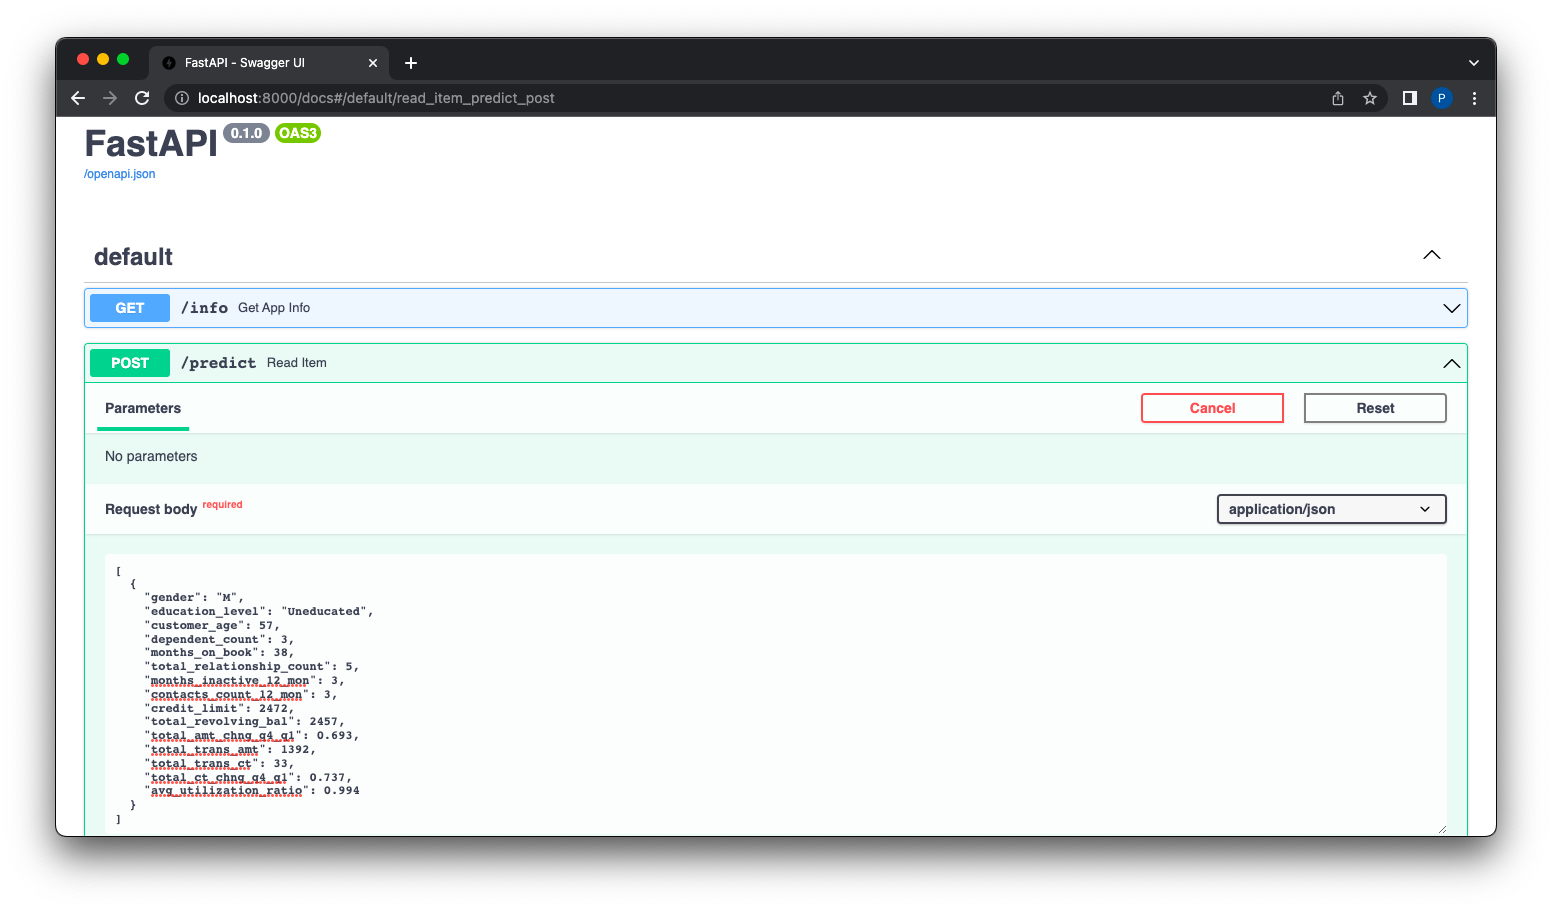 FastAPI - Swagger UI
localhost:8000/docs#/default/read_item_predict_post
P
FastAPI 0.1.0 OAS3
/openapi.json
default
GET /info Get App Info
POST /predict Read Item
Parameters
Cancel
Reset
No parameters
Request body required
application/json
[
  {
    "gender": "M",
    "education_level": "Uneducated",
    "customer_age": 57,
    "dependent_count": 3,
    "months_on_book": 38,
    "total_relationship_count": 5,
    "months_inactive_12_mon": 3,
    "contacts_count_12_mon": 3,
    "credit_limit": 2472,
    "total_revolving_bal": 2457,
    "total_amt_chng_q4_q1": 0.693,
    "total_trans_amt": 1392,
    "total_trans_ct": 33,
    "total_ct_chng_q4_q1": 0.737,
    "avg_utilization_ratio": 0.994
  }
]